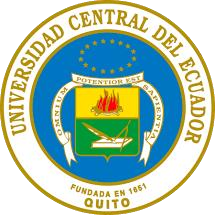 UNIVERSIDAD CENTRAL DEL ECUADOR
OMNIUM POTENTIOR EST SAPIENTIA
FUNDADA EN 1651
QUITO